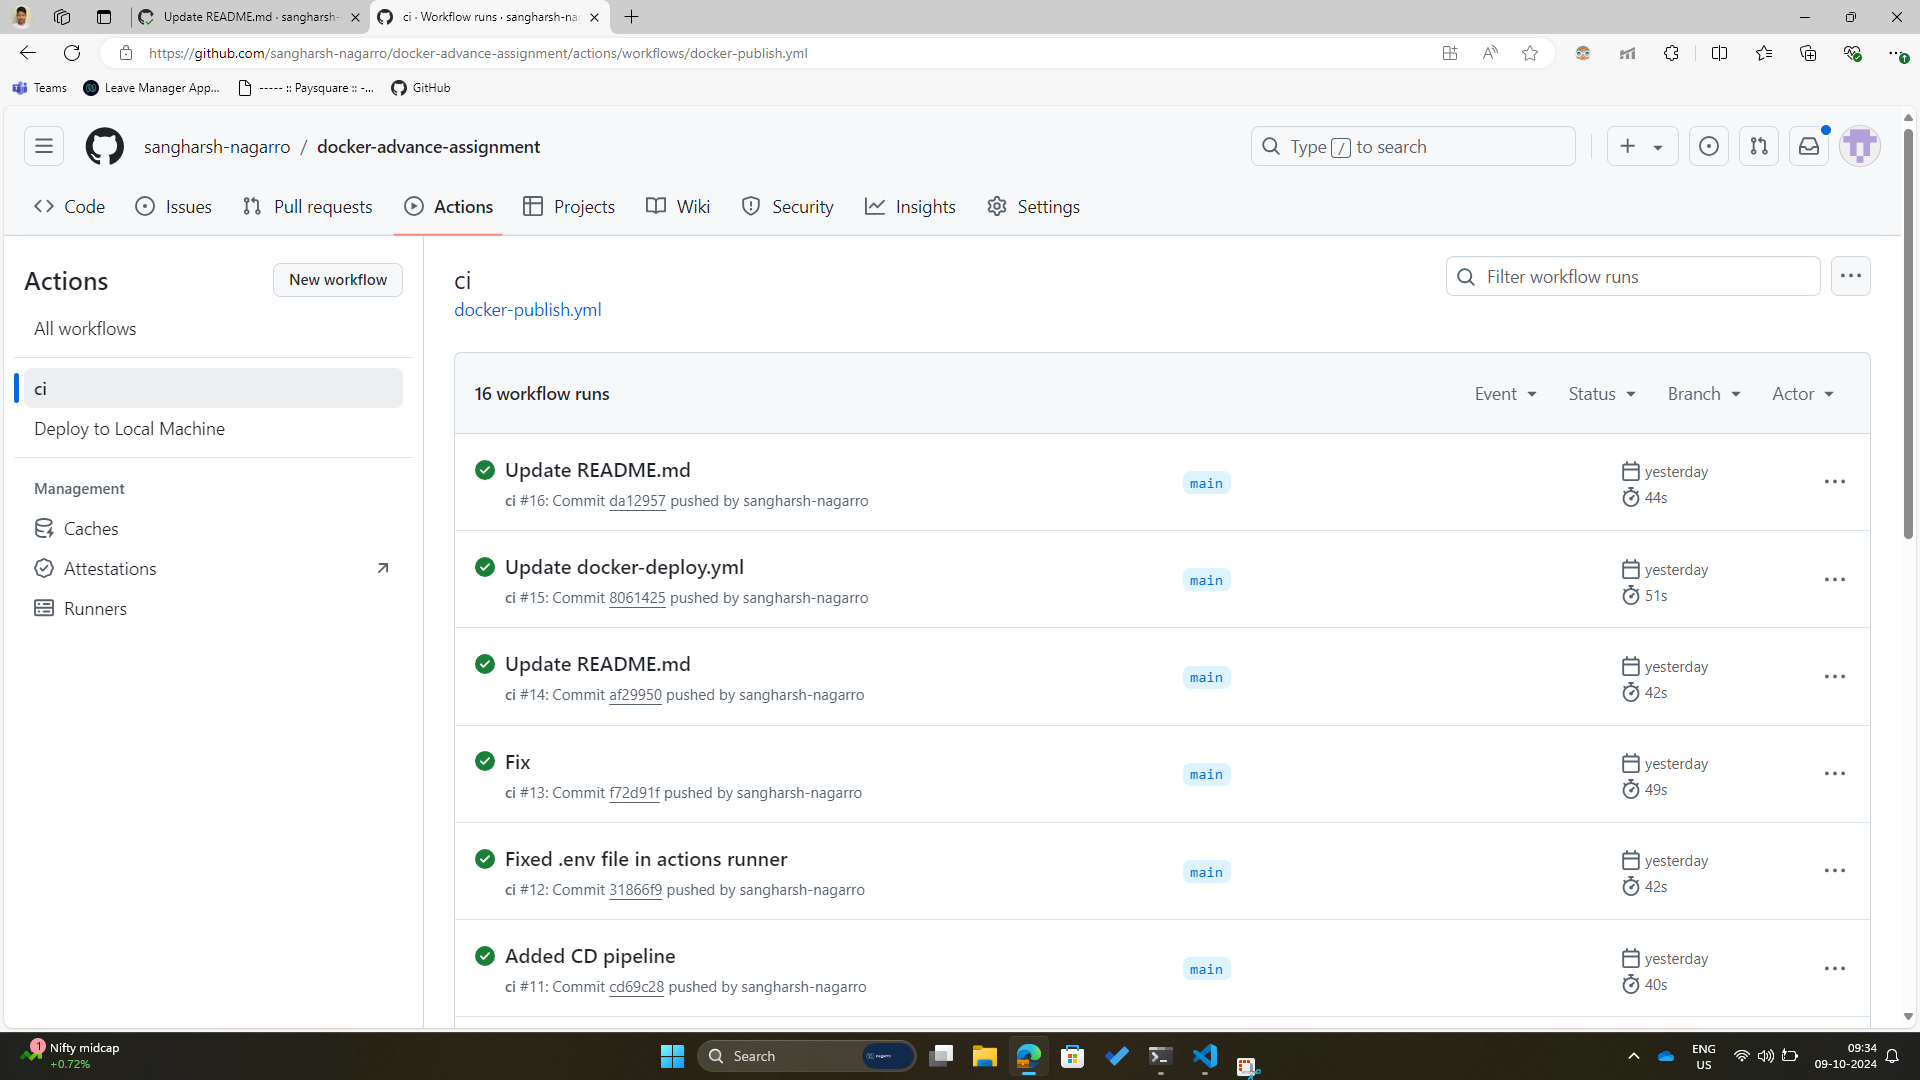 Update README.md · sangharsh-
ci · Workflow runs · sangharsh-na
https://github.com/sangharsh-nagarro/docker-advance-assignment/actions/workflows/docker-publish.yml
Teams
Leave Manager App...
----- :: Paysquare :: -...
GitHub
sangharsh-nagarro / docker-advance-assignment
Type / to search
Code
Issues
Pull requests
Actions
Projects
Wiki
Security
Insights
Settings
Actions
New workflow
All workflows
ci
Deploy to Local Machine
Management
Caches
Attestations
Runners
ci
docker-publish.yml
Filter workflow runs
16 workflow runs
Event
Status
Branch
Actor
Update README.md
ci #16: Commit da12957 pushed by sangharsh-nagarro
main
yesterday
44s
Update docker-deploy.yml
ci #15: Commit 8061425 pushed by sangharsh-nagarro
main
yesterday
51s
Update README.md
ci #14: Commit af29950 pushed by sangharsh-nagarro
main
yesterday
42s
Fix
ci #13: Commit f72d91f pushed by sangharsh-nagarro
main
yesterday
49s
Fixed .env file in actions runner
ci #12: Commit 31866f9 pushed by sangharsh-nagarro
main
yesterday
42s
Added CD pipeline
ci #11: Commit cd69c28 pushed by sangharsh-nagarro
main
yesterday
40s
1
Nifty midcap
+0.72%
Search
nagarro
ENG
US
09:34
09-10-2024